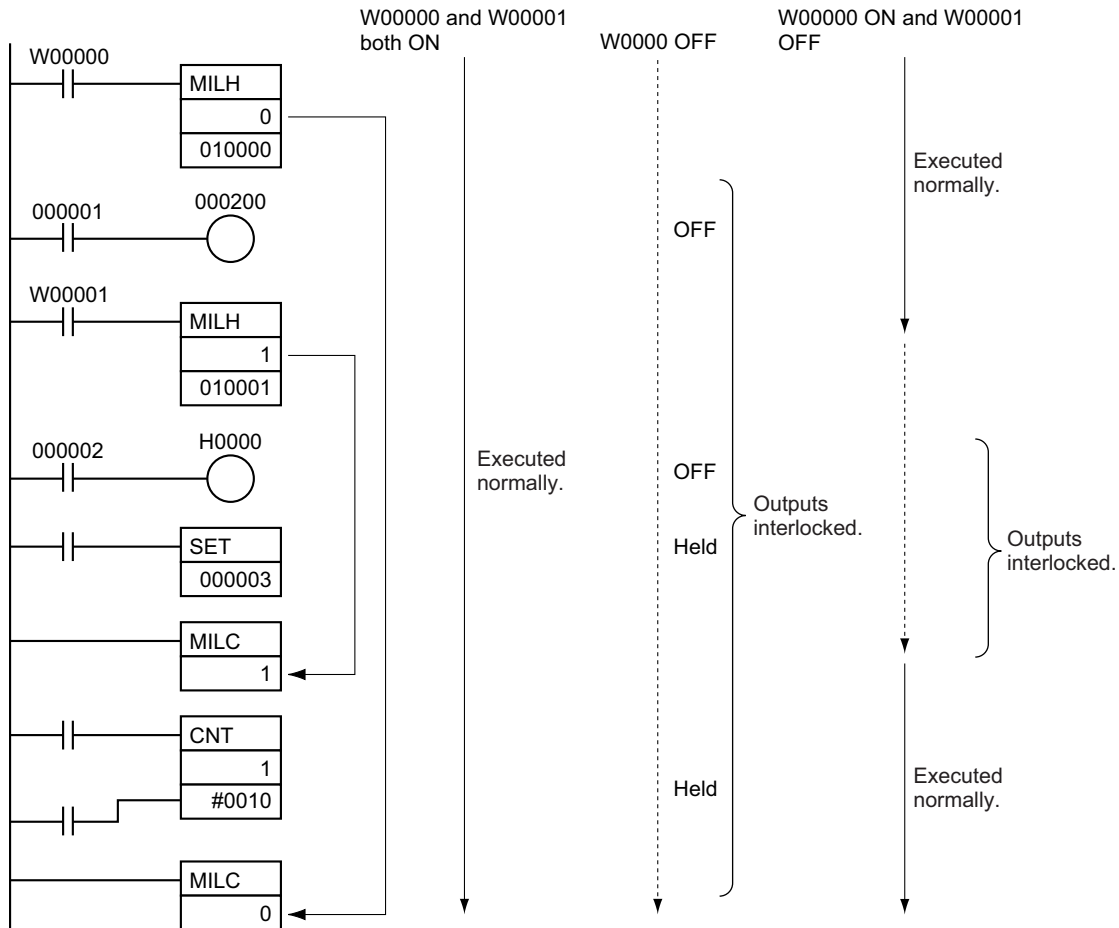 W00000 and W00001
both ON
W0000 OFF
W00000 ON and W00001
OFF
W00000
MILH
0
010000
Executed
normally.
000001
000200
OFF
W00001
MILH
1
010001
000002
H0000
Executed
normally.
OFF
Outputs
interlocked.
SET
000003
Held
Outputs
interlocked.
MILC
1
CNT
1
#0010
Held
Executed
normally.
MILC
0